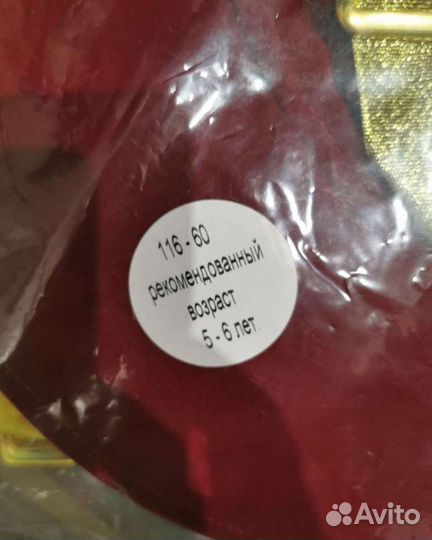 116 - 60
рекомендованный
возраст
5 - 6 лет.
Avito